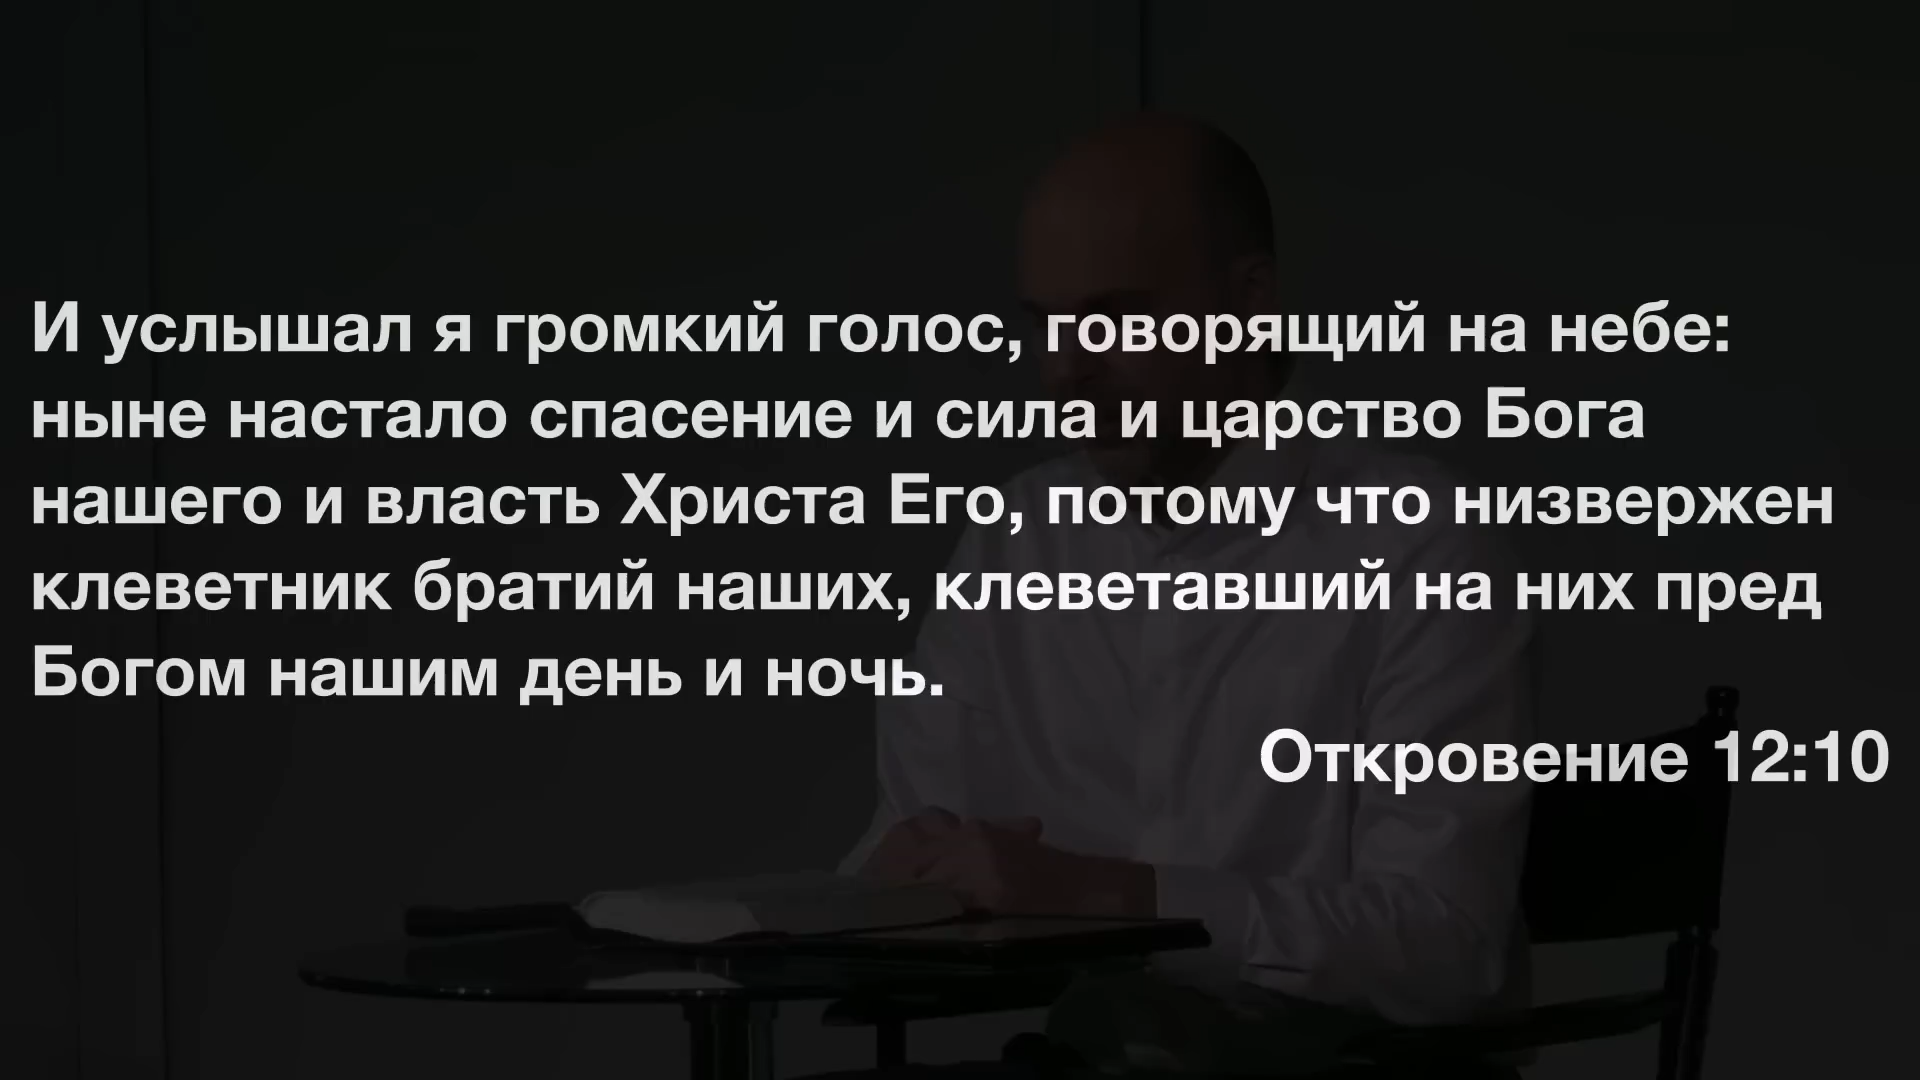 И услышал я громкий голос, говорящий на небе:
ныне настало спасение и сила и царство Бога
нашего и власть Христа Его, потому что низвержен
клеветник братий наших, клеветавший на них пред
Богом нашим день и ночь.
Откровение 12:10